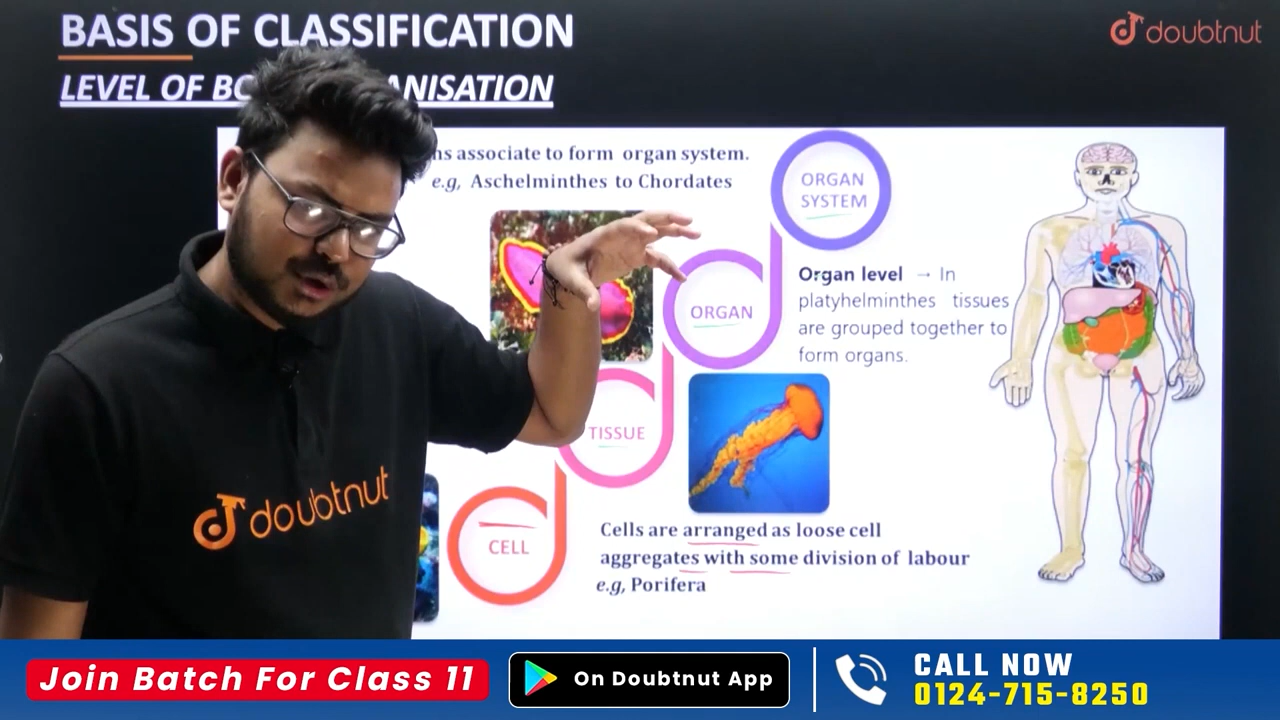 BASIS OF CLASSIFICATION
doubtnut
LEVEL OF
associate to form organ system.
e.g, Aschelminthes to Chordates
ORGAN
SYSTEM
Organ level → In
platyhelminthes tissues
are grouped together to
form organs.
ORGAN
TISSUE
Cells are arranged as loose cell
aggregates with some division of labour
e.g, Porifera
CELL
doubtnut
Join Batch For Class 11
On Doubtnut App
CALL NOW
0124-715-8250